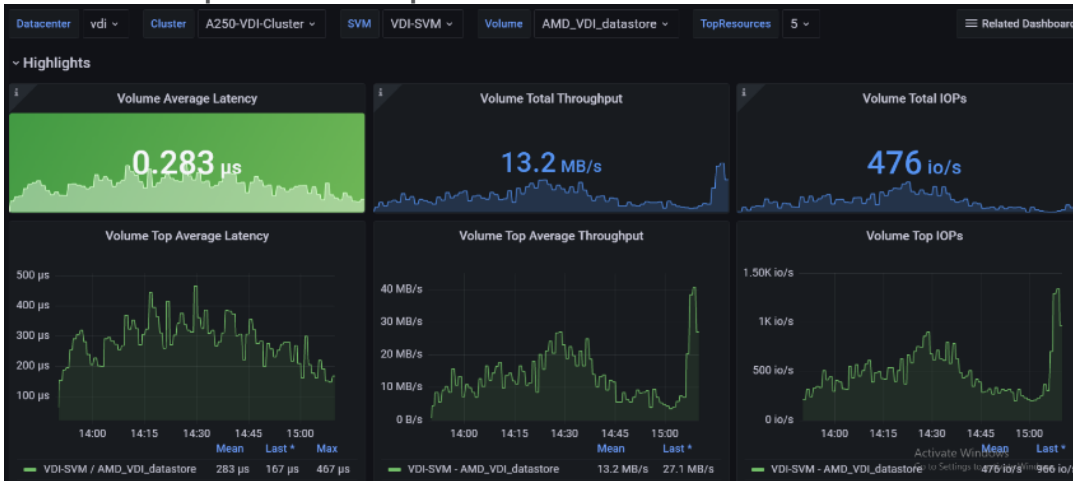 Datacenter vdi Cluster A250-VDI-Cluster SVM VDI-SVM Volume AMD_VDI_datastore TopResources 5 Related Dashboard
Highlights
Volume Average Latency
0.283 µs
Volume Total Throughput
13.2 MB/s
Volume Total IOPs
476 io/s
Volume Top Average Latency
500 µs
400 µs
300 µs
200 µs
100 µs
14:00 14:15 14:30 14:45 15:00
Mean Last * Max
VDI-SVM / AMD_VDI_datastore 283 µs 167 µs 467 µs
Volume Top Average Throughput
40 MB/s
30 MB/s
20 MB/s
10 MB/s
0 B/s
14:00 14:15 14:30 14:45 15:00
Mean Last *
VDI-SVM - AMD_VDI_datastore 13.2 MB/s 27.1 MB/s
Volume Top IOPs
1.50K io/s
1K io/s
500 io/s
0 io/s
14:00 14:15 14:30 14:45 15:00
Activate Windows
Mean Last *
Go to Settings to
VDI-SVM - AMD_VDI_datastore 476 io/s 966 io/